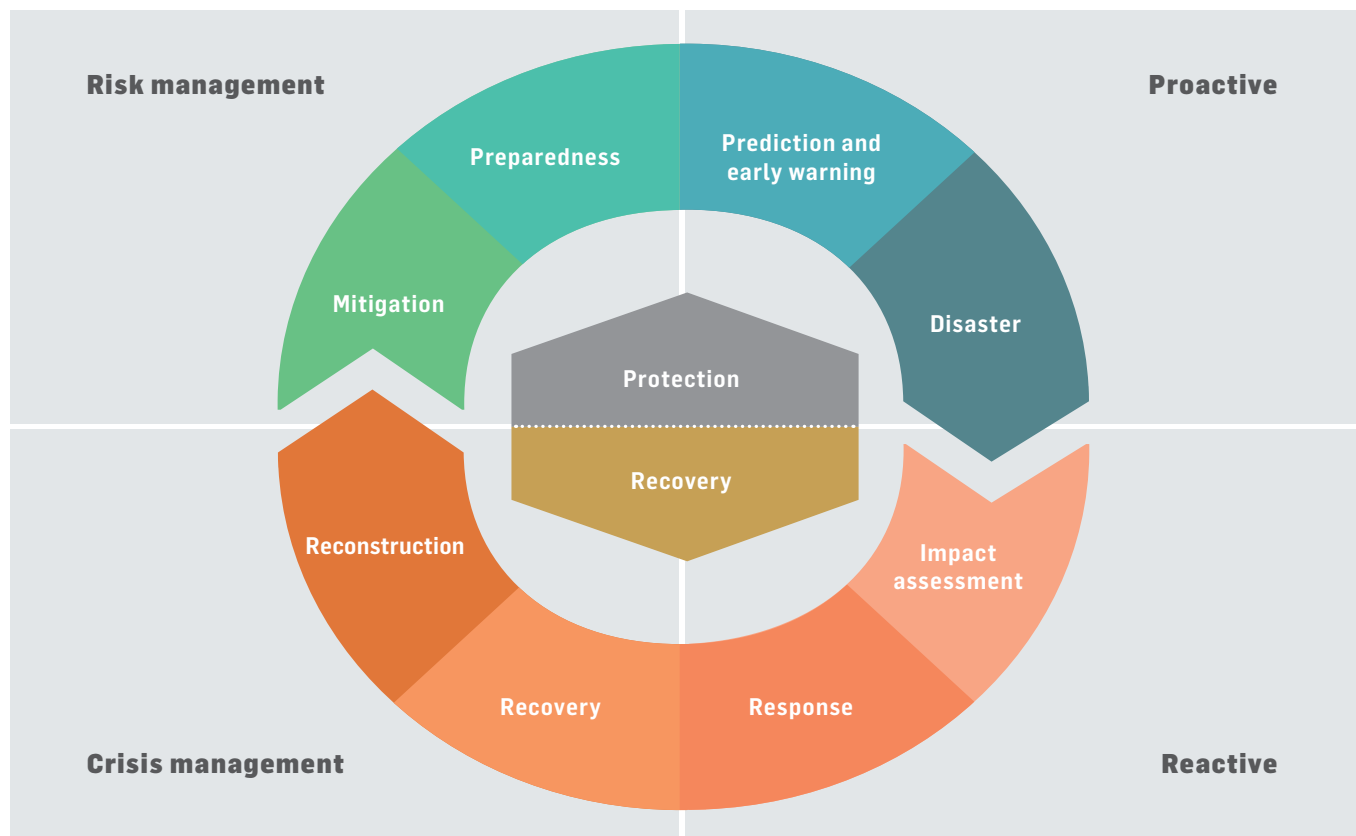 Risk management
Proactive
Preparedness
Prediction and
early warning
Mitigation
Disaster
Protection
Recovery
Reconstruction
Impact
assessment
Recovery
Response
Crisis management
Reactive